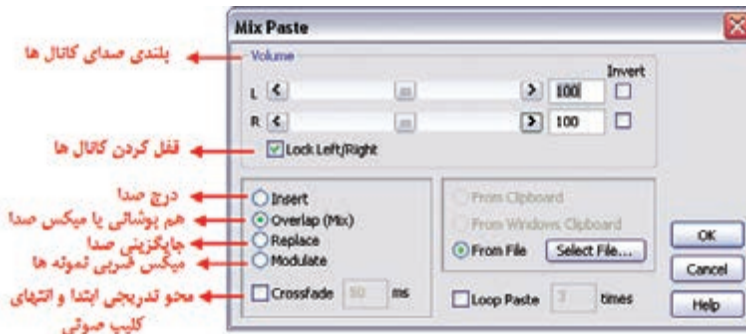 Mix Paste
بلندی صدای کانال ها
Volume
Invert
L 100
R 100
قفل کردن کانال ها
Lock Left/Right
درج صدا
Insert
From Clipboard
هم پوشانی یا میکس صدا
Overlap (Mix)
From Windows Clipboard
جایگزینی صدا
Replace
From File Select File...
OK
میکس ضربی نمونه ها
Modulate
Cancel
محو تدریجی ابتدا و انتهای
کلیپ صوتی
Crossfade 50 ms
Loop Paste 3 times
Help